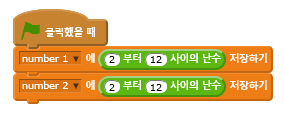 클릭했을 때
number 1 ▼ 에 2 부터 12 사이의 난수 저장하기
number 2 ▼ 에 2 부터 12 사이의 난수 저장하기